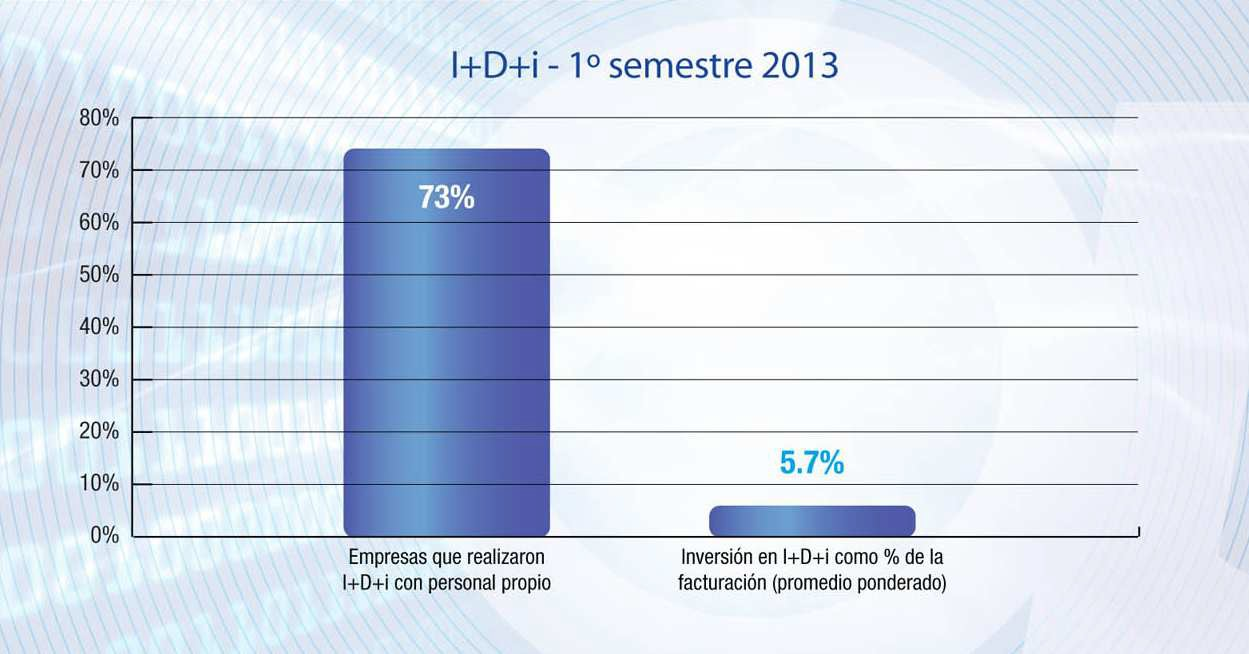 I+D+i - 1º semestre 2013
80%
70%
60%
50%
40%
30%
20%
10%
0%
73%
5.7%
Empresas que realizaron
I+D+i con personal propio
Inversión en I+D+i como % de la
facturación (promedio ponderado)